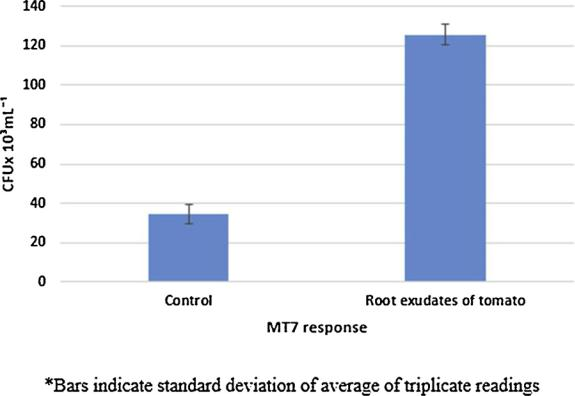 140
120
100
80
60
40
20
0
CFUx 10³mL⁻¹
Control
Root exudates of tomato
MT7 response
*Bars indicate standard deviation of average of triplicate readings